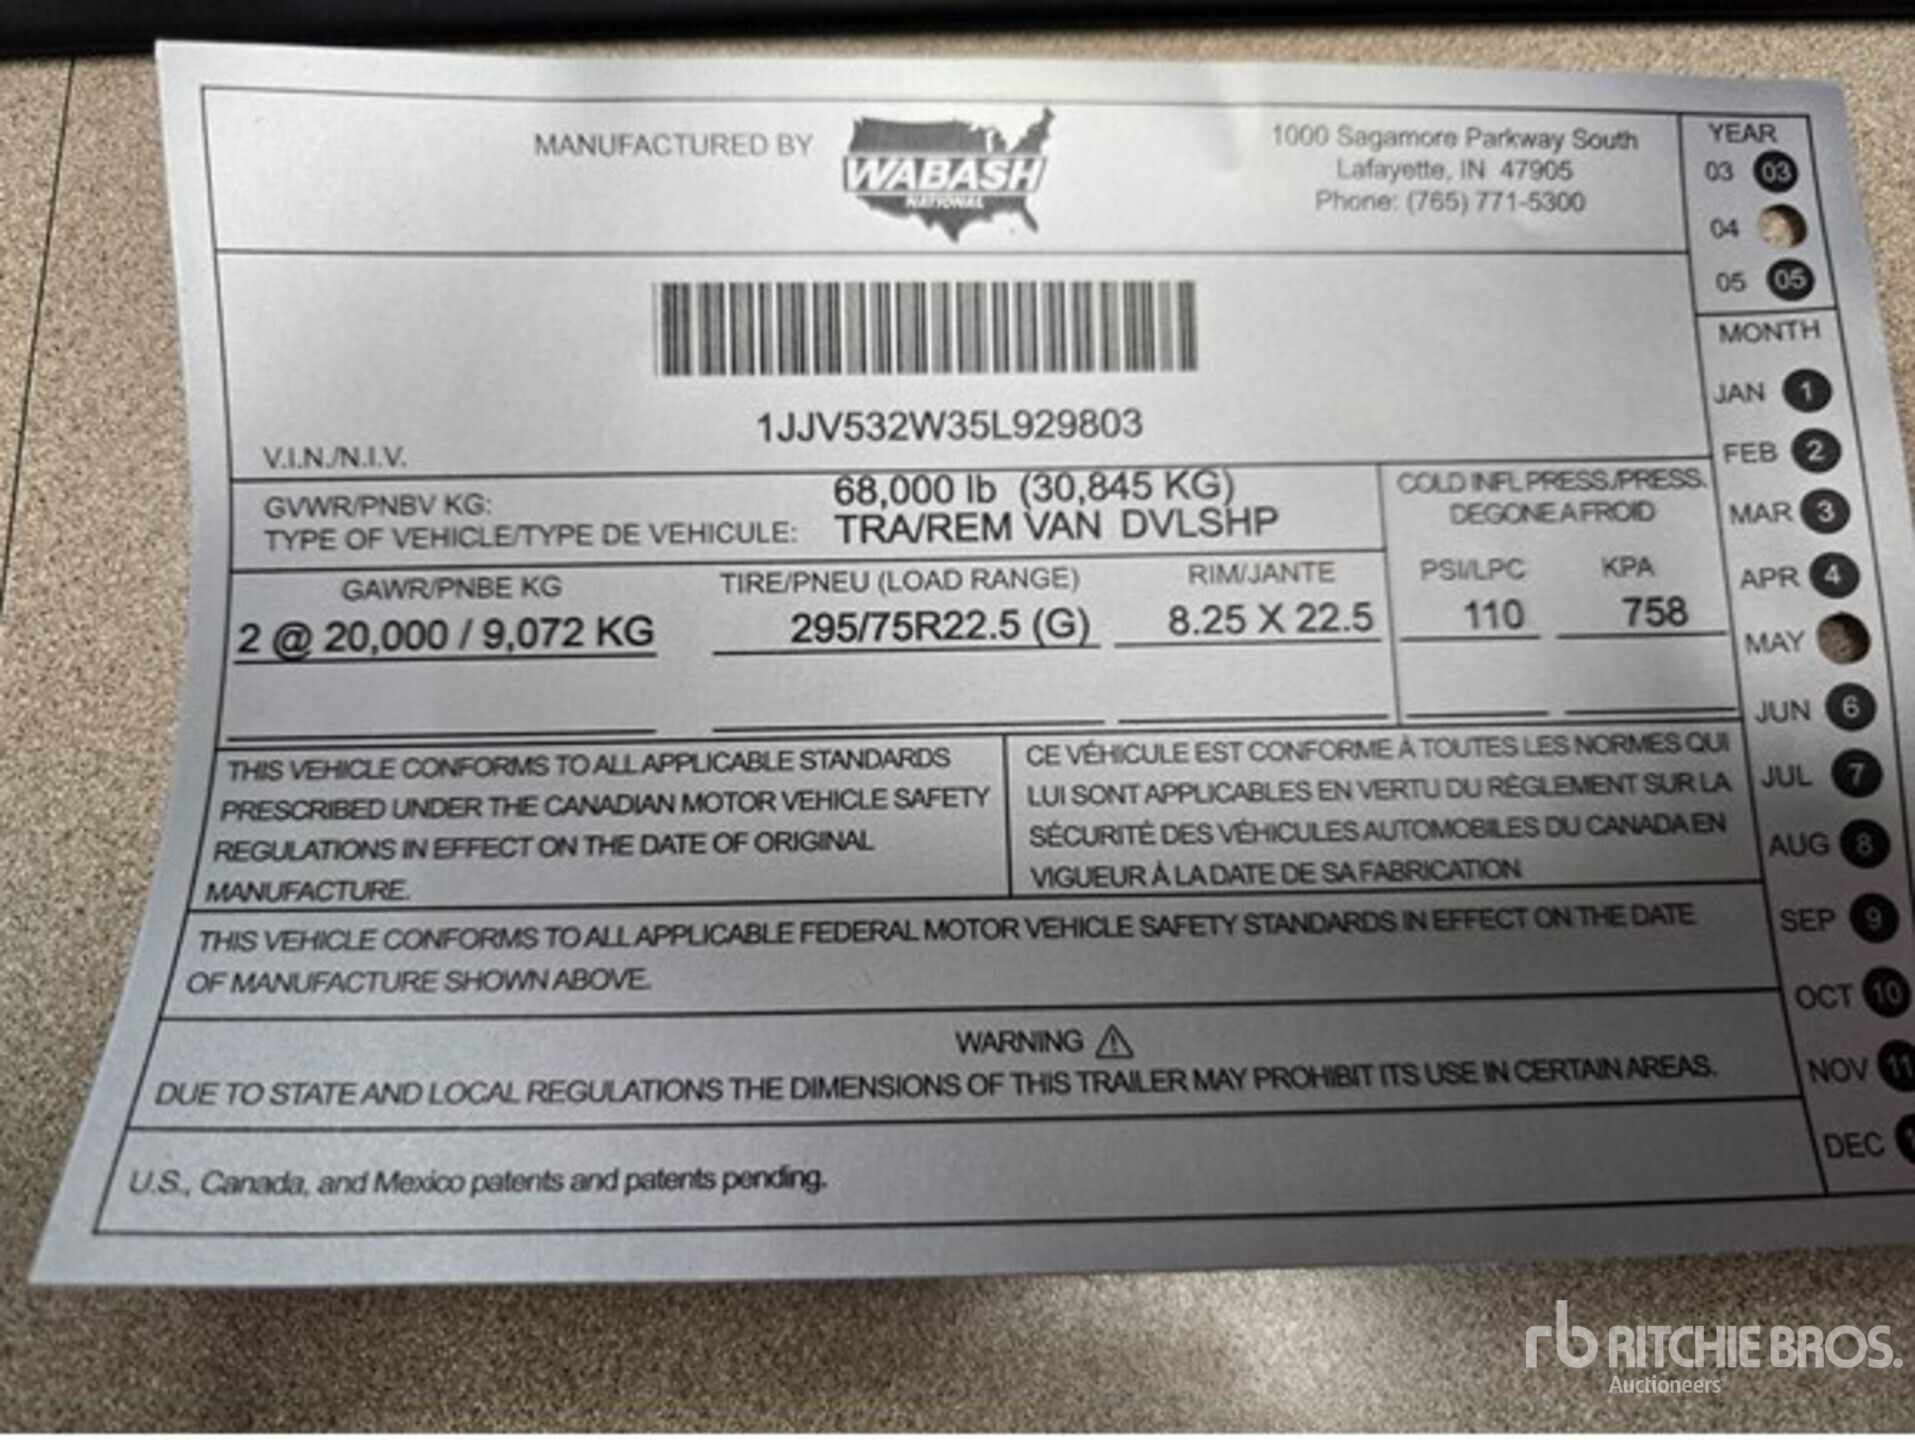 MANUFACTURED BY
WABASH
NATIONAL
1000 Sagamore Parkway South
Lafayette, IN 47905
Phone: (765) 771-5300
YEAR
03 03
04
05 05
1JJV532W35L929803
V.I.N./N.I.V.
GVWR/PNBV KG: 68,000 lb (30,845 KG)
TYPE OF VEHICLE/TYPE DE VEHICULE: TRA/REM VAN DVLSHP
COLD INFL PRESS./PRESS.
DEGONEAFROID
GAWR/PNBE KG TIRE/PNEU (LOAD RANGE) RIM/JANTE PSI/LPC KPA
2 @ 20,000 / 9,072 KG 295/75R22.5 (G) 8.25 X 22.5 110 758
THIS VEHICLE CONFORMS TO ALL APPLICABLE STANDARDS
PRESCRIBED UNDER THE CANADIAN MOTOR VEHICLE SAFETY
REGULATIONS IN EFFECT ON THE DATE OF ORIGINAL
MANUFACTURE.
CE VÉHICULE EST CONFORME À TOUTES LES NORMES QUI
LUI SONT APPLICABLES EN VERTU DU RÈGLEMENT SUR LA
SÉCURITÉ DES VÉHICULES AUTOMOBILES DU CANADA EN
VIGUEUR À LA DATE DE SA FABRICATION
THIS VEHICLE CONFORMS TO ALL APPLICABLE FEDERAL MOTOR VEHICLE SAFETY STANDARDS IN EFFECT ON THE DATE
OF MANUFACTURE SHOWN ABOVE.
WARNING
DUE TO STATE AND LOCAL REGULATIONS THE DIMENSIONS OF THIS TRAILER MAY PROHIBIT ITS USE IN CERTAIN AREAS.
U.S., Canada, and Mexico patents and patents pending.
MONTH
JAN 1
FEB 2
MAR 3
APR 4
MAY
JUN 6
JUL 7
AUG 8
SEP 9
OCT 10
NOV 11
DEC
rb RITCHIE BROS.
Auctioneers